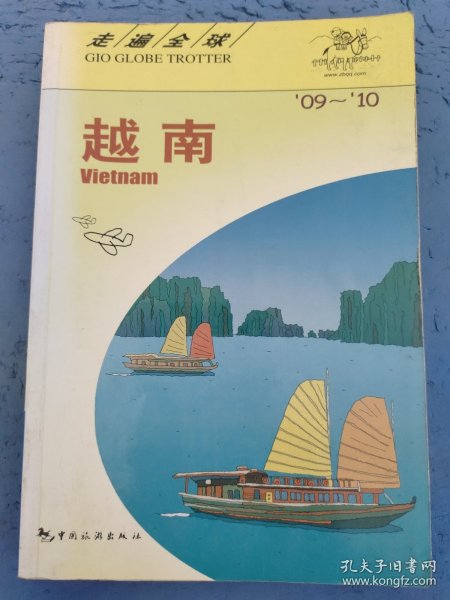 走遍全球
GIO GLOBE TROTTER
www.zbqq.com
'09～'10
越南
Vietnam
中国旅游出版社
孔夫子旧书网
www.kongfz.com